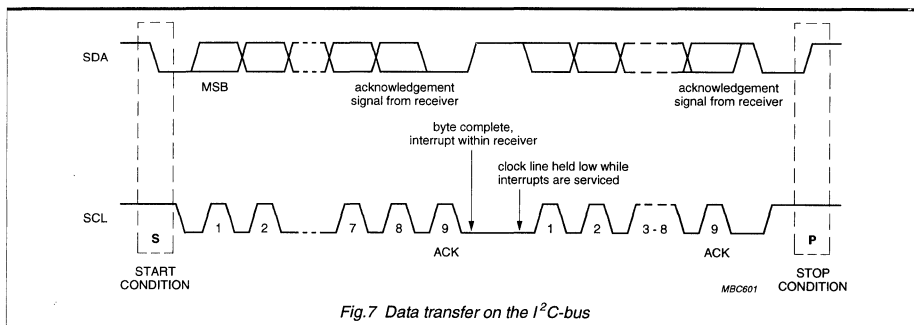 SDA
MSB
acknowledgement
signal from receiver
acknowledgement
signal from receiver
byte complete,
interrupt within receiver
clock line held low while
interrupts are serviced
SCL
S
1
2
7
8
9
1
2
3 - 8
9
P
ACK
ACK
START
CONDITION
STOP
CONDITION
MBC601
Fig.7 Data transfer on the I²C-bus